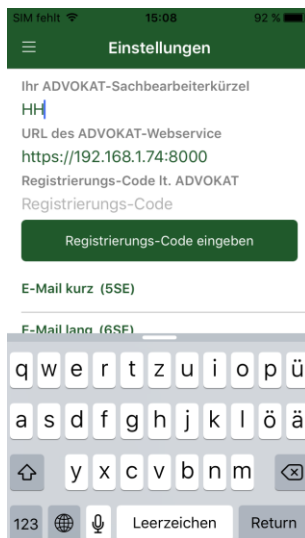 SIM fehlt 15:08 92 %
Einstellungen
Ihr ADVOKAT-Sachbearbeiterkürzel
HH
URL des ADVOKAT-Webservice
https://192.168.1.74:8000
Registrierungs-Code lt. ADVOKAT
Registrierungs-Code
Registrierungs-Code eingeben
E-Mail kurz (5SE)
E-Mail lang (6SE)
q w e r t z u i o p ü
a s d f g h j k l ö ä
y x c v b n m
123 Leerzeichen Return